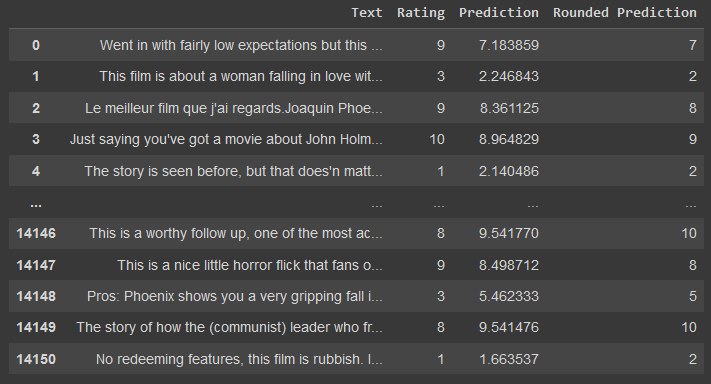 Text Rating Prediction Rounded Prediction
0 Went in with fairly low expectations but this ... 9 7.183859 7
1 This film is about a woman falling in love wit... 3 2.246843 2
2 Le meilleur film que j'ai regards.Joaquin Phoe... 9 8.361125 8
3 Just saying you've got a movie about John Holm... 10 8.964829 9
4 The story is seen before, but that does'n matt... 1 2.140486 2
... ... ... ... ...
14146 This is a worthy follow up, one of the most ac... 8 9.541770 10
14147 This is a nice little horror flick that fans o... 9 8.498712 8
14148 Pros: Phoenix shows you a very gripping fall i... 3 5.462333 5
14149 The story of how the (communist) leader who fr... 8 9.541476 10
14150 No redeeming features, this film is rubbish. I... 1 1.663537 2